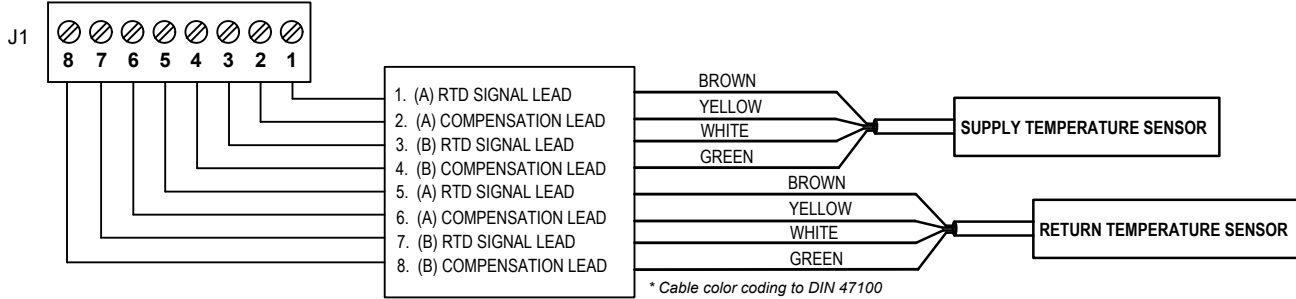 J1
8 7 6 5 4 3 2 1
1. (A) RTD SIGNAL LEAD
2. (A) COMPENSATION LEAD
3. (B) RTD SIGNAL LEAD
4. (B) COMPENSATION LEAD
5. (A) RTD SIGNAL LEAD
6. (A) COMPENSATION LEAD
7. (B) RTD SIGNAL LEAD
8. (B) COMPENSATION LEAD
BROWN
YELLOW
WHITE
GREEN
SUPPLY TEMPERATURE SENSOR
BROWN
YELLOW
WHITE
GREEN
RETURN TEMPERATURE SENSOR
* Cable color coding to DIN 47100